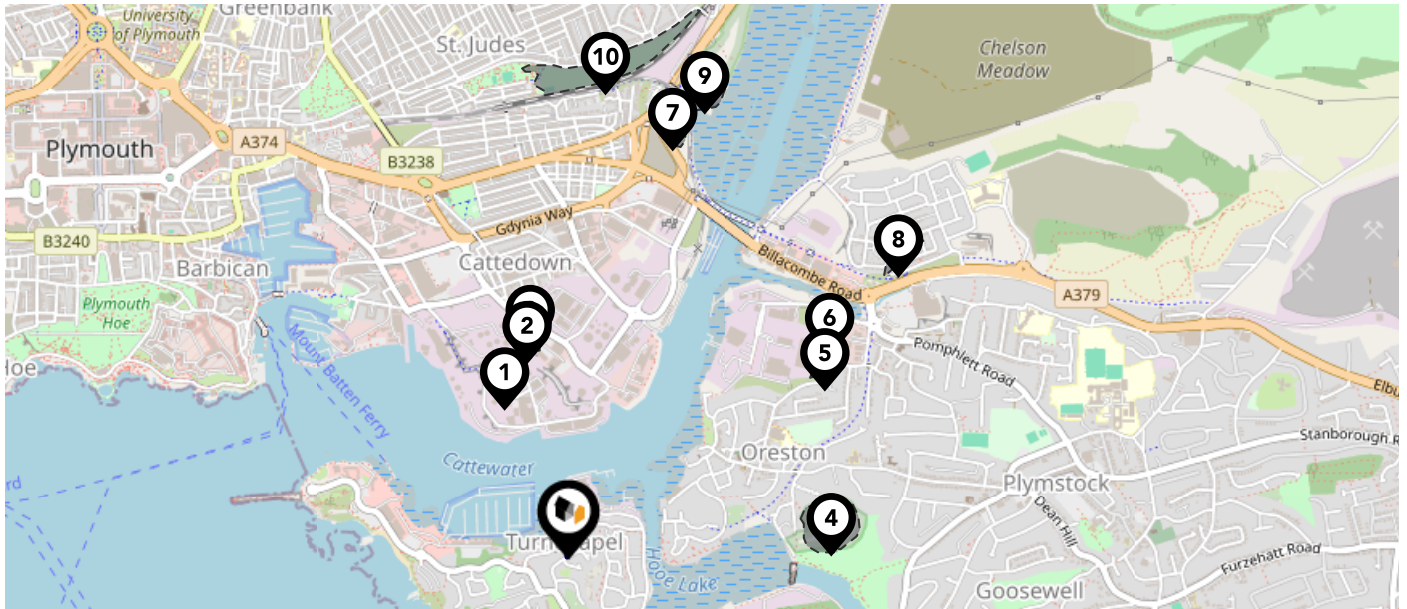 Greenbank
University
of Plymouth
St. Judes
Chelson
Meadow
10
9
7
A374
Plymouth
B3238
Gdynia Way
B3240
Barbican
Cattedown
Billacombe Road
8
A379
Plymouth
Hoe
Mount Batten Ferry
2
1
6
5
Pomphlett Road
Hoe
Elbu
Stanborough R
Cattewater
Oreston
Plymstock
rd
4
Dean Hill
Turnchapel
Hooe Lake
Furzehatt Road
Goosewell